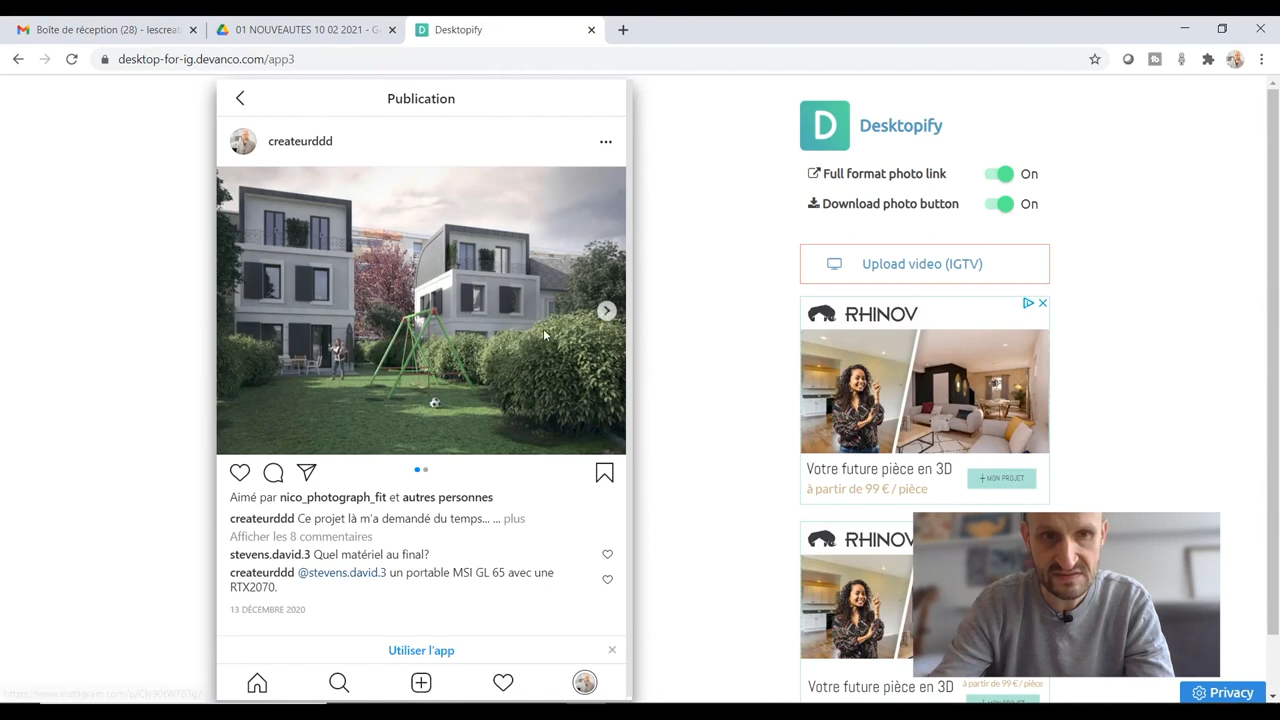 Boîte de réception (28) - lescreat
01 NOUVEAUTES 10 02 2021 - G
Desktopify
desktop-for-ig.devanco.com/app3
Publication
createurddd
D Desktopify
Full format photo link On
Download photo button On
Upload video (IGTV)
RHINOV
Votre future pièce en 3D
à partir de 99 € / pièce
+ MON PROJET
Aimé par nico_photograph_fit et autres personnes
createurddd Ce projet là m'a demandé du temps... ... plus
Afficher les 8 commentaires
stevens.david.3 Quel matériel au final?
createurddd @stevens.david.3 un portable MSI GL 65 avec une
RTX2070.
13 DÉCEMBRE 2020
Utiliser l'app
RHINOV
Votre future pièce en 3D
à partir de 99 € / pièce
Privacy